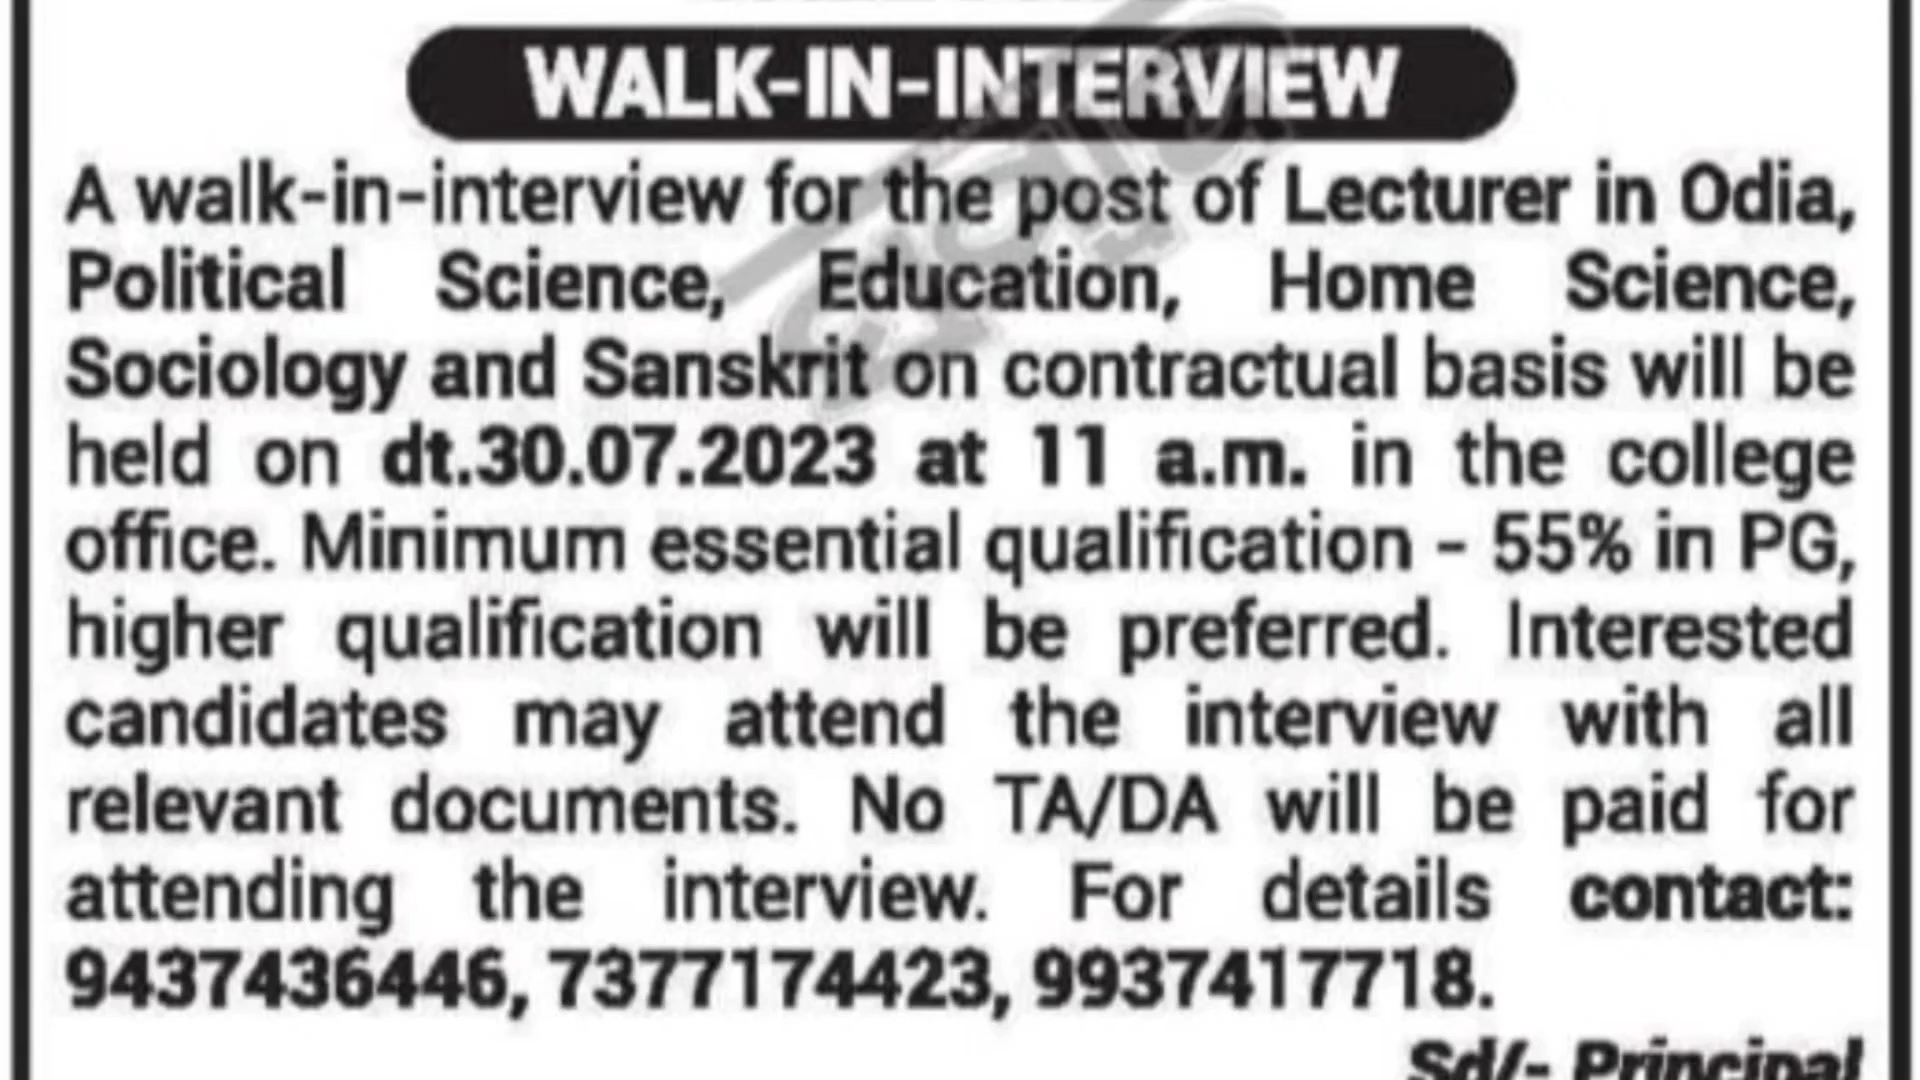 WALK-IN-INTERVIEW
A walk-in-interview for the post of Lecturer in Odia,
Political Science, Education, Home Science,
Sociology and Sanskrit on contractual basis will be
held on dt.30.07.2023 at 11 a.m. in the college
office. Minimum essential qualification - 55% in PG,
higher qualification will be preferred. Interested
candidates may attend the interview with all
relevant documents. No TA/DA will be paid for
attending the interview. For details contact:
9437436446, 7377174423, 9937417718.
Sd/- Principal